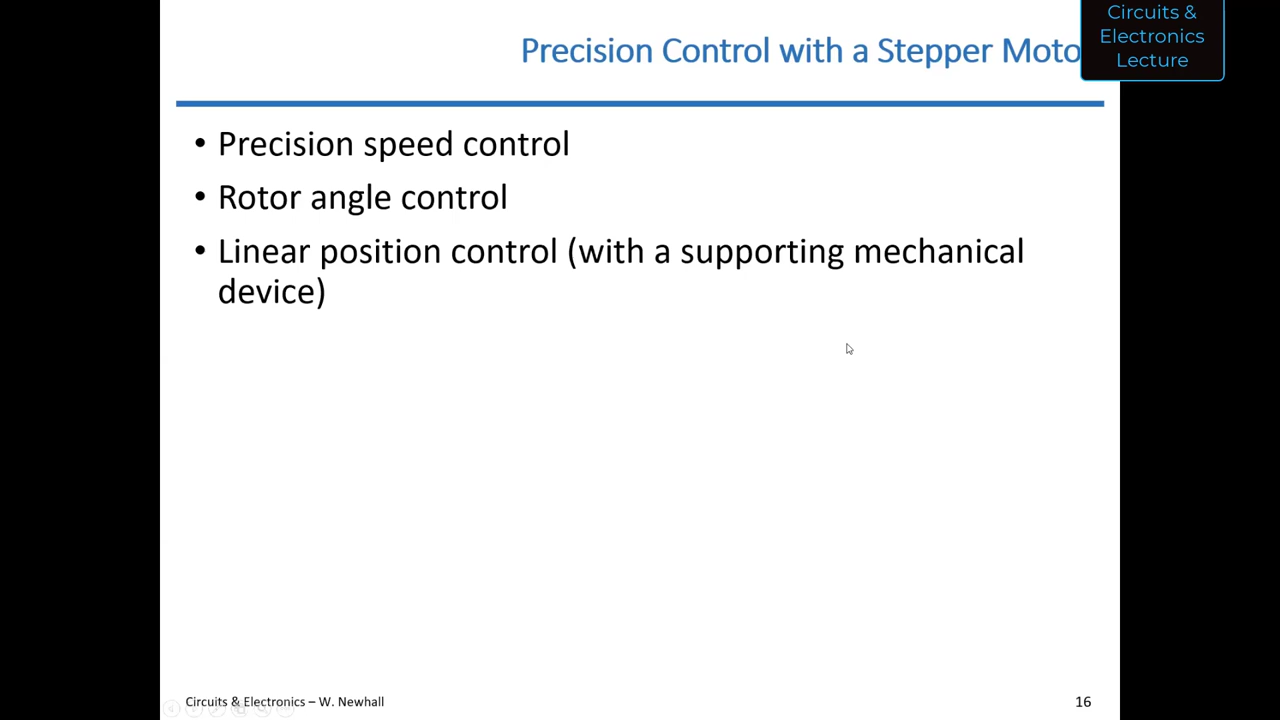 Circuits &
Electronics
Lecture
Precision Control with a Stepper Moto
• Precision speed control
• Rotor angle control
• Linear position control (with a supporting mechanical
device)
Circuits & Electronics – W. Newhall
16